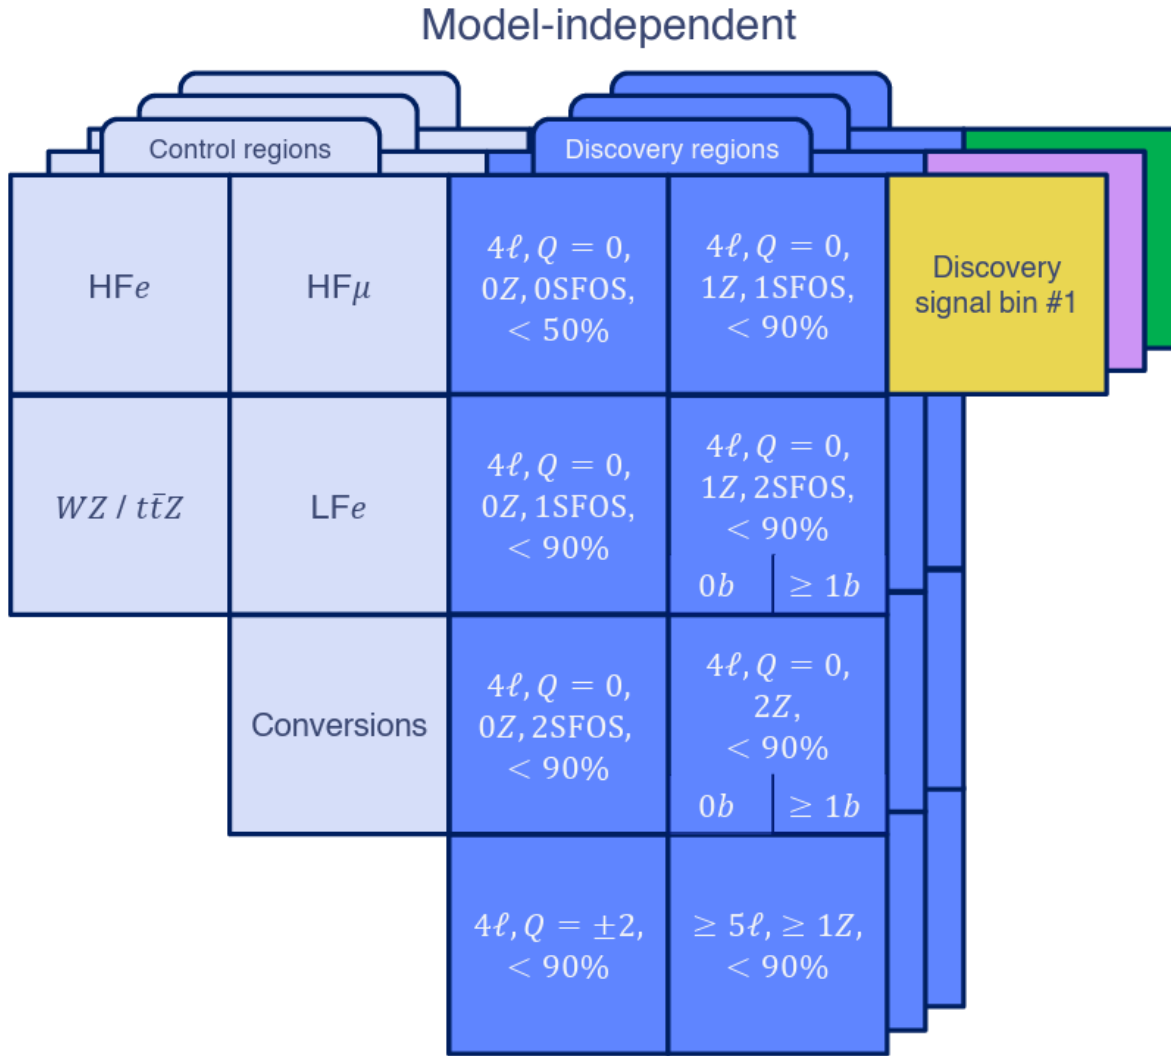 Model-independent
Control regions
Discovery regions
HFe
HFμ
4ℓ, Q = 0,
0Z, 0SFOS,
< 50%
4ℓ, Q = 0,
1Z, 1SFOS,
< 90%
Discovery
signal bin #1
WZ / tt̄Z
LFe
4ℓ, Q = 0,
0Z, 1SFOS,
< 90%
4ℓ, Q = 0,
1Z, 2SFOS,
< 90%
0b
≥ 1b
Conversions
4ℓ, Q = 0,
0Z, 2SFOS,
< 90%
4ℓ, Q = 0,
2Z,
< 90%
0b
≥ 1b
4ℓ, Q = ±2,
< 90%
≥ 5ℓ, ≥ 1Z,
< 90%